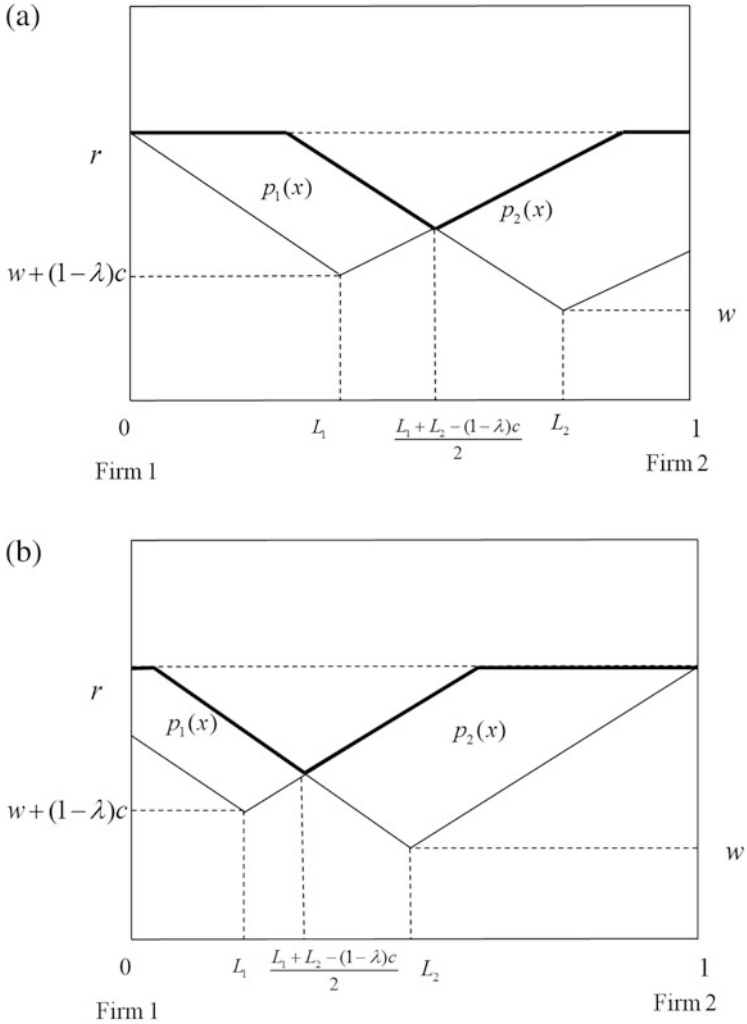 (a)
r
p₁(x)
p₂(x)
w+(1−λ)c
w
0
L₁
L₁+L₂−(1−λ)c
2
L₂
1
Firm 1
Firm 2
(b)
r
p₁(x)
p₂(x)
w+(1−λ)c
w
0
L₁
L₁+L₂−(1−λ)c
2
L₂
1
Firm 1
Firm 2